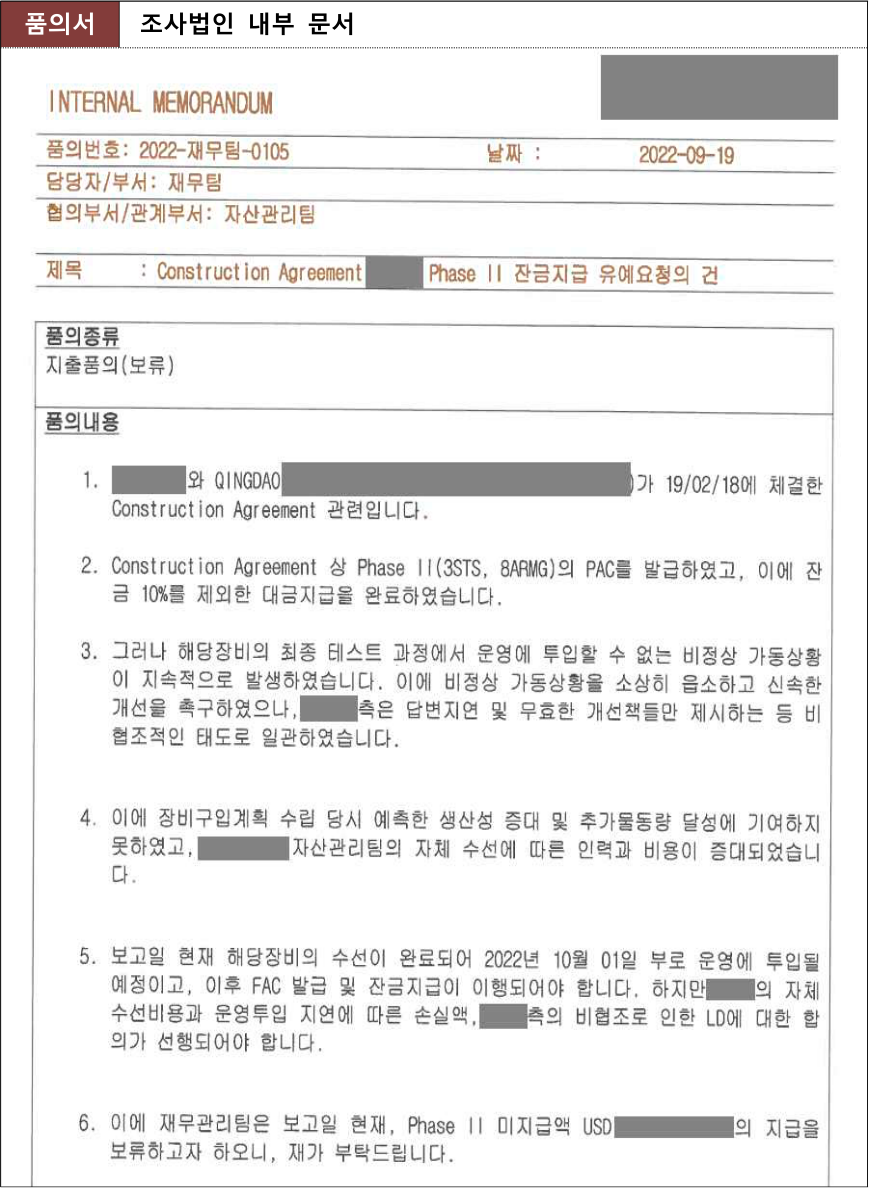 품의서 조사법인 내부 문서
INTERNAL MEMORANDUM
품의번호: 2022-재무팀-0105 날짜 : 2022-09-19
담당자/부서: 재무팀
협의부서/관계부서: 자산관리팀
제목 : Construction Agreement Phase II 잔금지급 유예요청의 건
품의종류
지출품의(보류)
품의내용
1. 와 QINGDAO )가 19/02/18에 체결한
Construction Agreement 관련입니다.
2. Construction Agreement 상 Phase II(3STS, 8ARMG)의 PAC를 발급하였고, 이에 잔
금 10%를 제외한 대금지급을 완료하였습니다.
3. 그러나 해당장비의 최종 테스트 과정에서 운영에 투입할 수 없는 비정상 가동상황
이 지속적으로 발생하였습니다. 이에 비정상 가동상황을 소상히 읍소하고 신속한
개선을 촉구하였으나, 측은 답변지연 및 무효한 개선책들만 제시하는 등 비
협조적인 태도로 일관하였습니다.
4. 이에 장비구입계획 수립 당시 예측한 생산성 증대 및 추가물동량 달성에 기여하지
못하였고, 자산관리팀의 자체 수선에 따른 인력과 비용이 증대되었습니
다.
5. 보고일 현재 해당장비의 수선이 완료되어 2022년 10월 01일 부로 운영에 투입될
예정이고, 이후 FAC 발급 및 잔금지급이 이행되어야 합니다. 하지만 의 자체
수선비용과 운영투입 지연에 따른 손실액, 측의 비협조로 인한 LD에 대한 합
의가 선행되어야 합니다.
6. 이에 재무관리팀은 보고일 현재, Phase II 미지급액 USD 의 지급을
보류하고자 하오니, 재가 부탁드립니다.